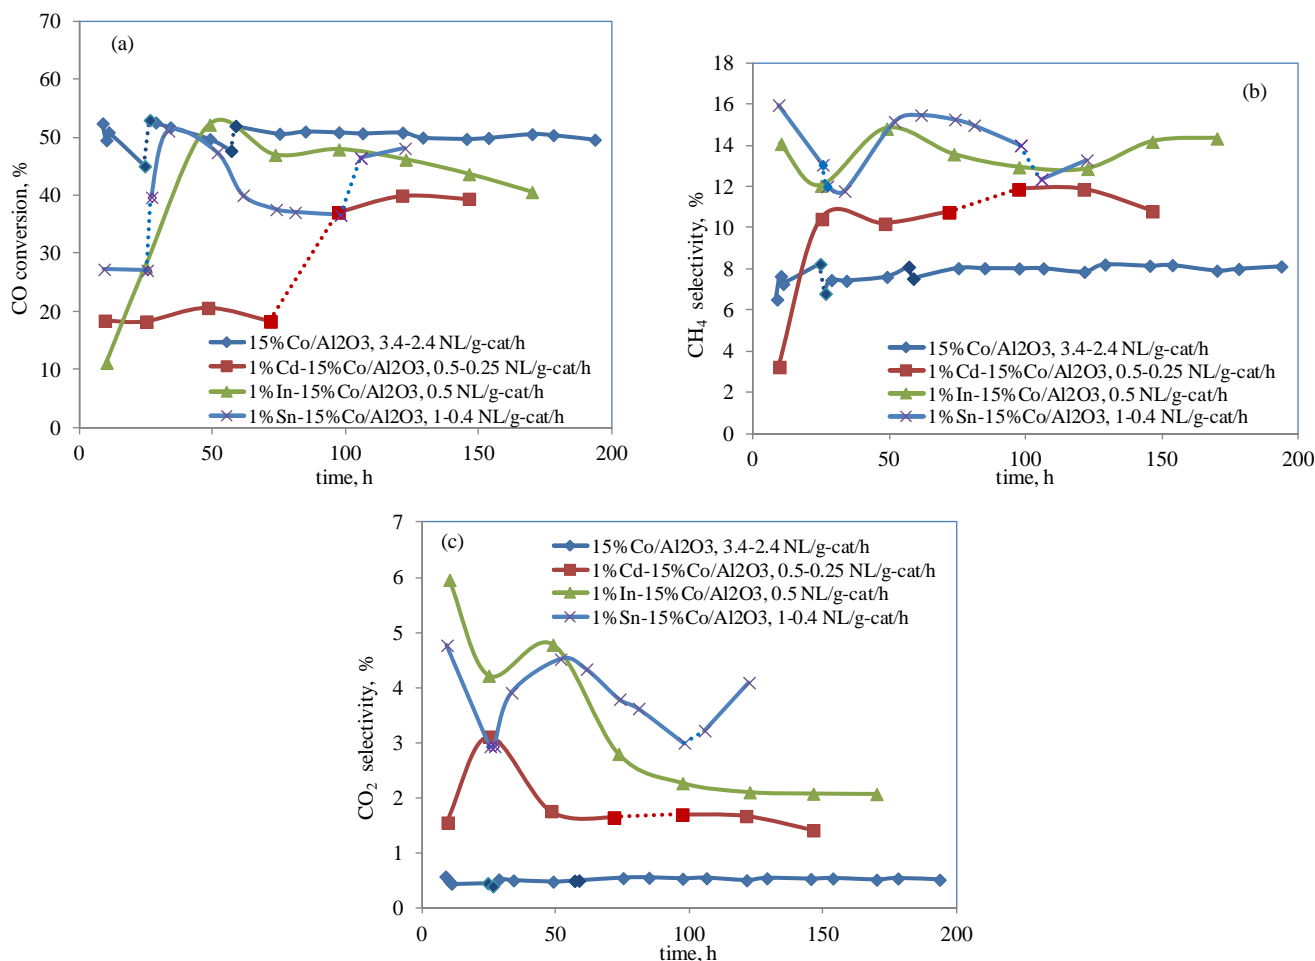 (a)
70
60
50
40
30
20
10
0
CO conversion, %
15%Co/Al2O3, 3.4-2.4 NL/g-cat/h
1%Cd-15%Co/Al2O3, 0.5-0.25 NL/g-cat/h
1%In-15%Co/Al2O3, 0.5 NL/g-cat/h
1%Sn-15%Co/Al2O3, 1-0.4 NL/g-cat/h
0 50 100 150 200
time, h
(b)
18
16
14
12
10
8
6
4
2
0
CH4 selectivity, %
15%Co/Al2O3, 3.4-2.4 NL/g-cat/h
1%Cd-15%Co/Al2O3, 0.5-0.25 NL/g-cat/h
1%In-15%Co/Al2O3, 0.5 NL/g-cat/h
1%Sn-15%Co/Al2O3, 1-0.4 NL/g-cat/h
0 50 100 150 200
time, h
(c)
7
6
5
4
3
2
1
0
CO2 selectivity, %
15%Co/Al2O3, 3.4-2.4 NL/g-cat/h
1%Cd-15%Co/Al2O3, 0.5-0.25 NL/g-cat/h
1%In-15%Co/Al2O3, 0.5 NL/g-cat/h
1%Sn-15%Co/Al2O3, 1-0.4 NL/g-cat/h
0 50 100 150 200
time, h